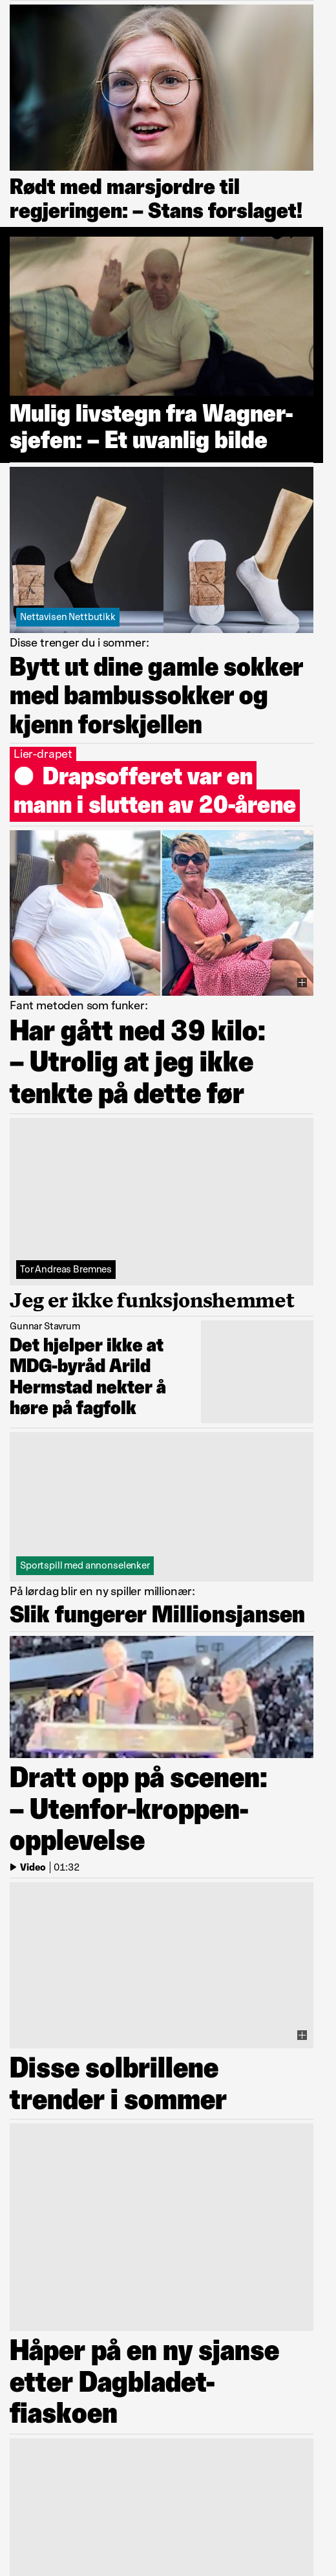 Rødt med marsjordre til
regjeringen: – Stans forslaget!
Mulig livstegn fra Wagner-
sjefen: – Et uvanlig bilde
Nettavisen Nettbutikk
Disse trenger du i sommer:
Bytt ut dine gamle sokker
med bambussokker og
kjenn forskjellen
Lier-drapet
Drapsofferet var en
mann i slutten av 20-årene
Fant metoden som funker:
Har gått ned 39 kilo:
– Utrolig at jeg ikke
tenkte på dette før
Tor Andreas Bremnes
Jeg er ikke funksjonshemmet
Gunnar Stavrum
Det hjelper ikke at
MDG-byråd Arild
Hermstad nekter å
høre på fagfolk
Sportspill med annonselenker
På lørdag blir en ny spiller millionær:
Slik fungerer Millionsjansen
Dratt opp på scenen:
– Utenfor-kroppen-
opplevelse
Video | 01:32
Disse solbrillene
trender i sommer
Håper på en ny sjanse
etter Dagbladet-
fiaskoen